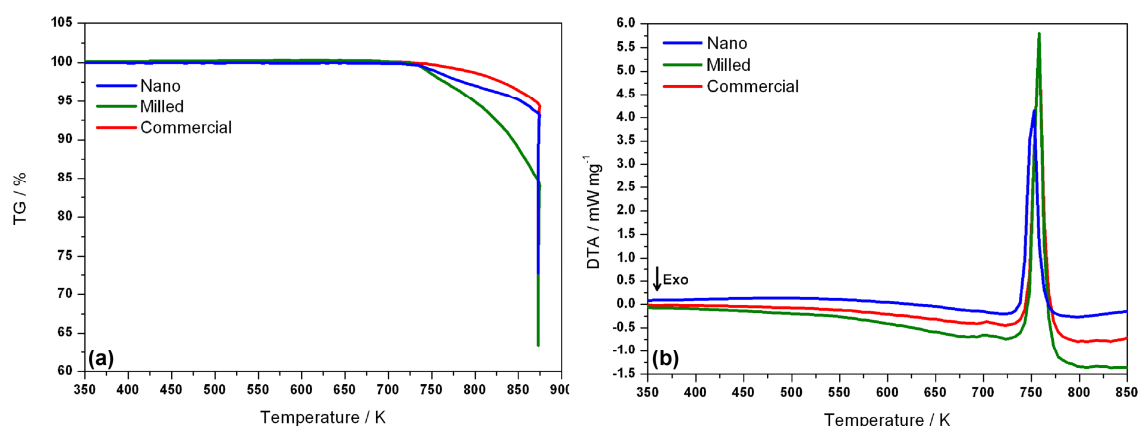 105
100
95
90
85
80
75
70
65
60
TG / %
Nano
Milled
Commercial
(a)
350 400 450 500 550 600 650 700 750 800 850 900
Temperature / K
6.0
5.5
5.0
4.5
4.0
3.5
3.0
2.5
2.0
1.5
1.0
0.5
0.0
-0.5
-1.0
-1.5
DTA / mW mg-1
Nano
Milled
Commercial
Exo
(b)
350 400 450 500 550 600 650 700 750 800 850
Temperature / K